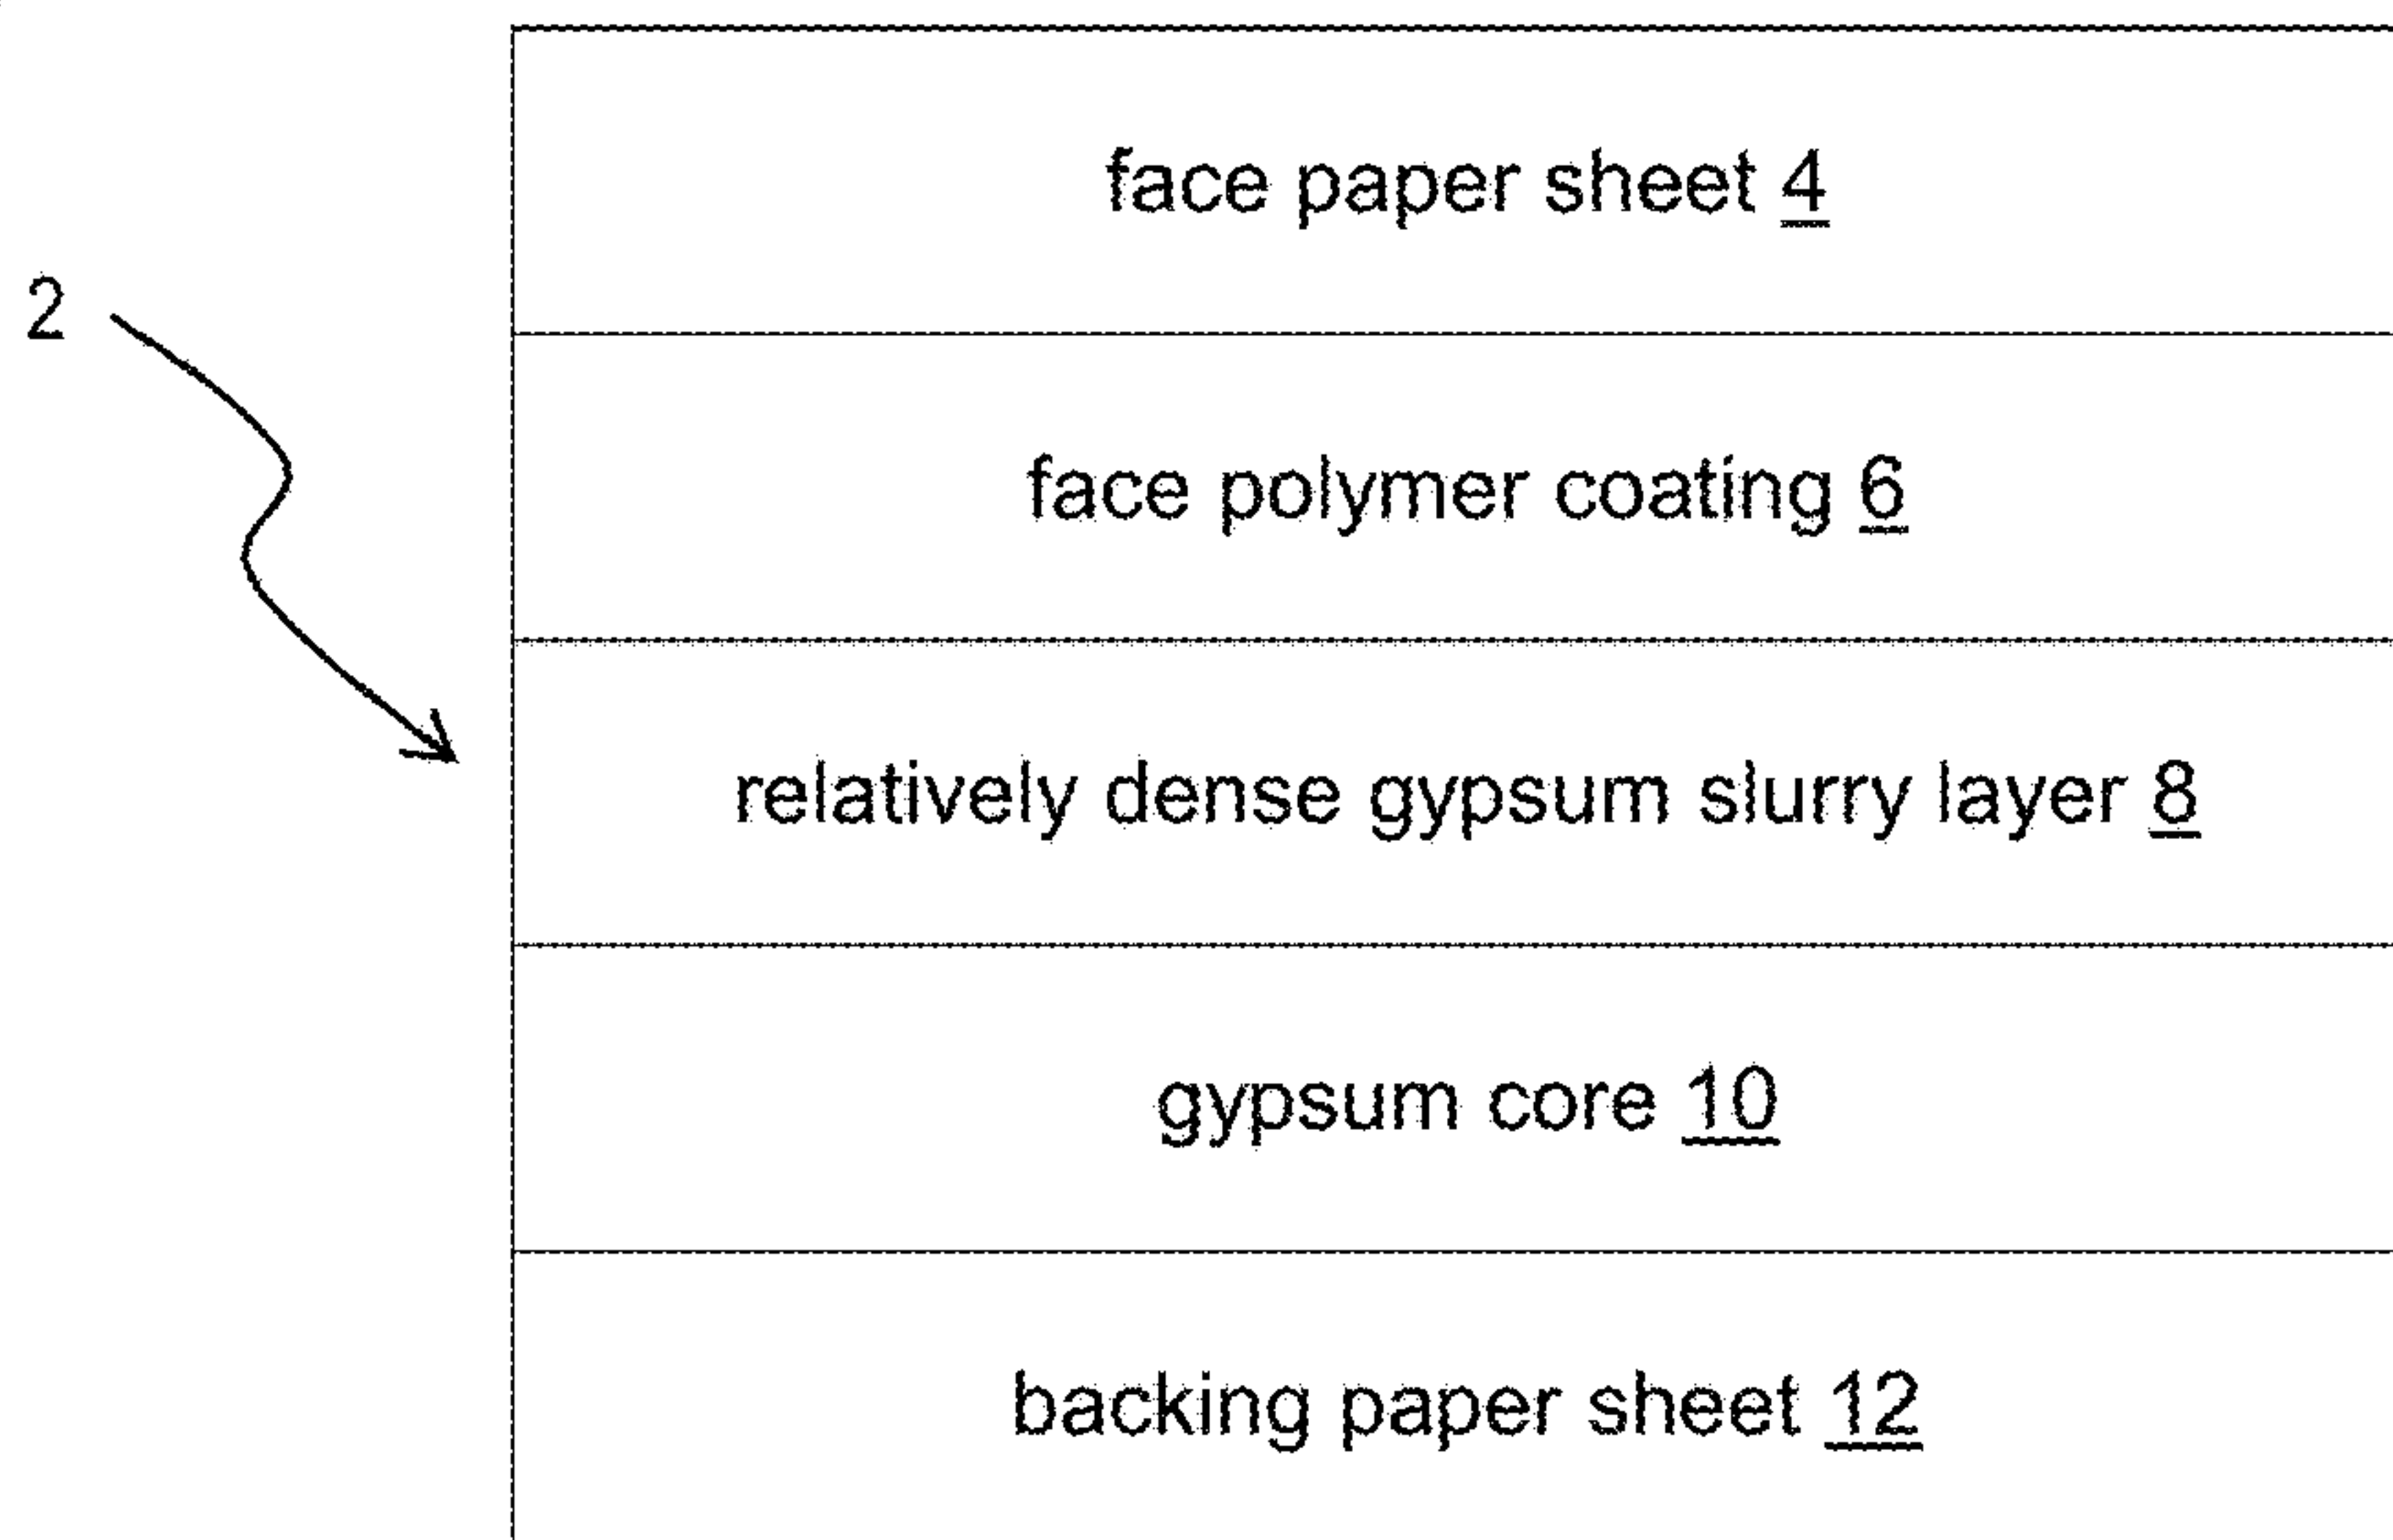 face paper sheet 4
2
face polymer coating 6
relatively dense gypsum slurry layer 8
gypsum core 10
backing paper sheet 12